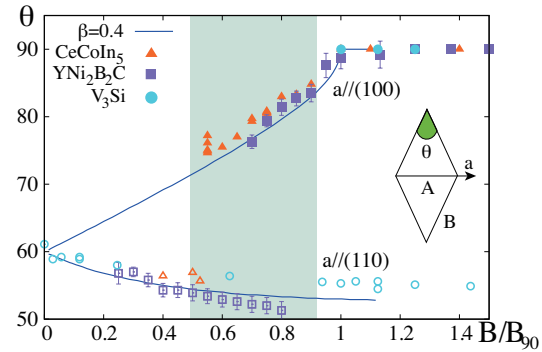 θ
β=0.4
CeCoIn₅
YNi₂B₂C
V₃Si
90
80
70
60
50
a//(100)
a//(110)
θ
a
A
B
0
0.2
0.4
0.6
0.8
1
1.2
1.4
B/B₉₀